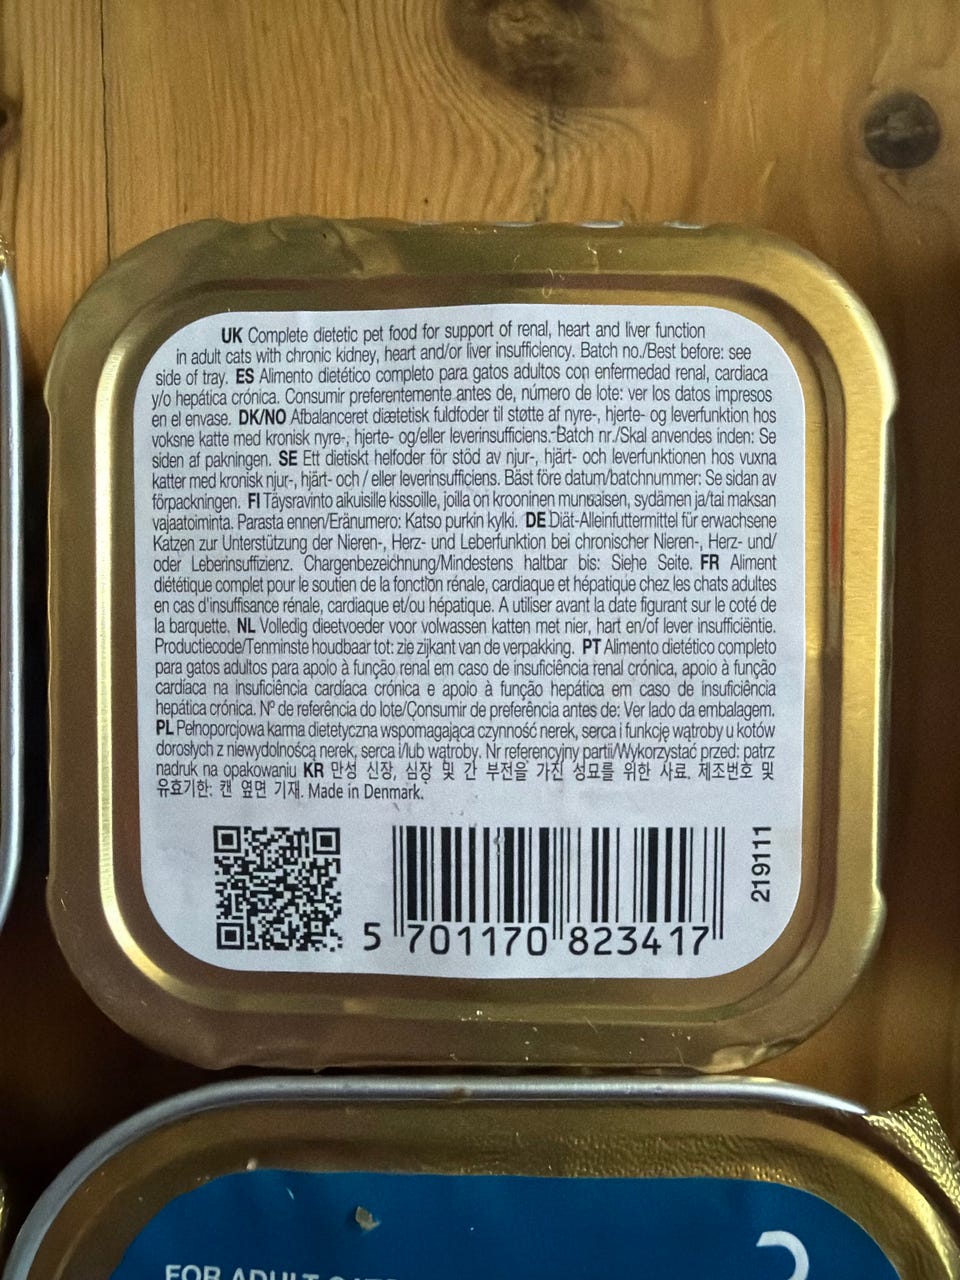 UK Complete dietetic pet food for support of renal, heart and liver function
in adult cats with chronic kidney, heart and/or liver insufficiency. Batch no./Best before: see
side of tray. ES Alimento dietético completo para gatos adultos con enfermedad renal, cardiaca
y/o hepática crónica. Consumir preferentemente antes de, número de lote: ver los datos impresos
en el envase. DK/NO Afbalanceret diætetisk fuldfoder til støtte af nyre-, hjerte- og leverfunktion hos
voksne katte med kronisk nyre-, hjerte- og/eller leverinsufficiens. Batch nr./Skal anvendes inden: Se
siden af pakningen. SE Ett dietiskt helfoder för stöd av njur-, hjärt- och leverfunktionen hos vuxna
katter med kronisk njur-, hjärt- och / eller leverinsufficiens. Bäst före datum/batchnummer: Se sidan av
förpackningen. FI Täysravinto aikuisille kissoille, joilla on krooninen munuaisen, sydämen ja/tai maksan
vajaatoiminta. Parasta ennen/Eränumero: Katso purkin kylki. DE Diät-Alleinfuttermittel für erwachsene
Katzen zur Unterstützung der Nieren-, Herz- und Leberfunktion bei chronischer Nieren-, Herz- und/
oder Leberinsuffizienz. Chargenbezeichnung/Mindestens haltbar bis: Siehe Seite. FR Aliment
diététique complet pour le soutien de la fonction rénale, cardiaque et hépatique chez les chats adultes
en cas d'insuffisance rénale, cardiaque et/ou hépatique. A utiliser avant la date figurant sur le coté de
la barquette. NL Volledig dieetvoeder voor volwassen katten met nier, hart en/of lever insufficiëntie.
Productiecode/Tenminste houdbaar tot: zie zijkant van de verpakking. PT Alimento dietético completo
para gatos adultos para apoio à função renal em caso de insuficiência renal crónica, apoio à função
cardíaca na insuficiência cardíaca crónica e apoio à função hepática em caso de insuficiência
hepática crónica. Nº de referência do lote/Consumir de preferência antes de: Ver lado da embalagem.
PL Pełnoporcjowa karma dietetyczna wspomagająca czynność nerek, serca i funkcję wątroby u kotów
dorosłych z niewydolnością nerek, serca i/lub wątroby. Nr referencyjny partii/Wykorzystać przed: patrz
nadruk na opakowaniu KR 만성 신장, 심장 및 간 부전을 가진 성묘를 위한 사료. 제조번호 및
유효기한: 캔 옆면 기재. Made in Denmark.
219111
5 701170 823417
FOR ADULT